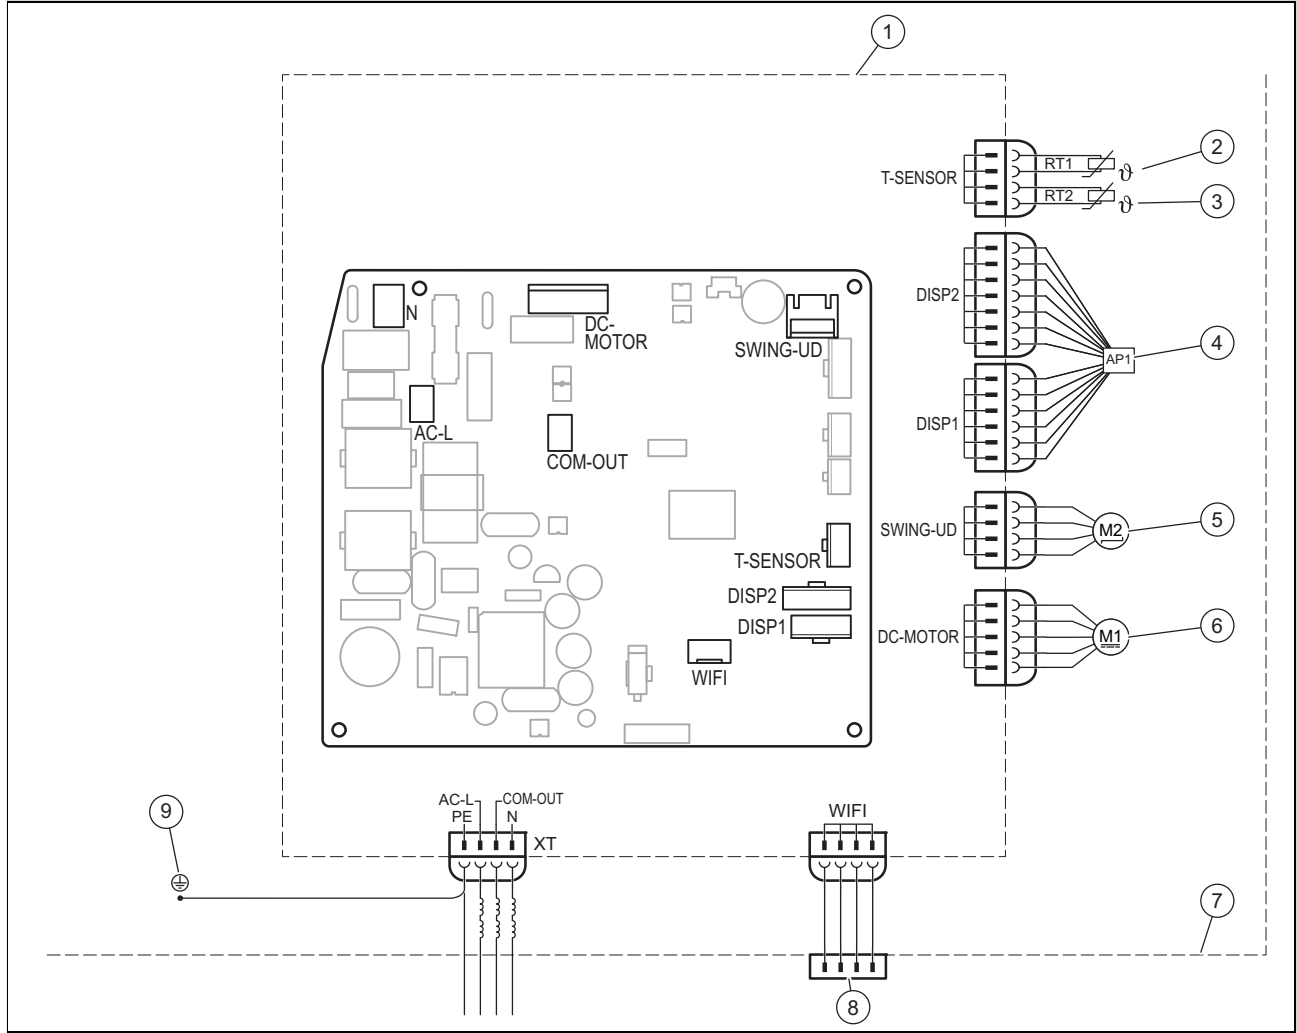 1
2
T-SENSOR
RT1
ϑ
RT2
ϑ
3
DISP2
N
DC-
MOTOR
SWING-UD
AP1
4
AC-L
DISP1
COM-OUT
SWING-UD
M2
5
T-SENSOR
DISP2
DISP1
DC-MOTOR
M1
6
WIFI
9
AC-L
COM-OUT
PE
N
XT
WIFI
7
8